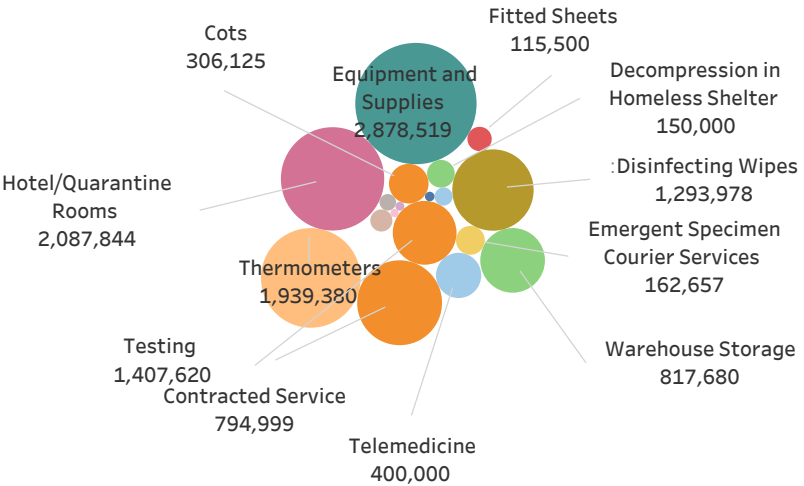 Fitted Sheets
115,500
Cots
306,125
Equipment and
Supplies
2,878,519
Decompression in
Homeless Shelter
150,000
:Disinfecting Wipes
1,293,978
Hotel/Quarantine
Rooms
2,087,844
Emergent Specimen
Courier Services
162,657
Thermometers
1,939,380
Testing
1,407,620
Warehouse Storage
817,680
Contracted Service
794,999
Telemedicine
400,000